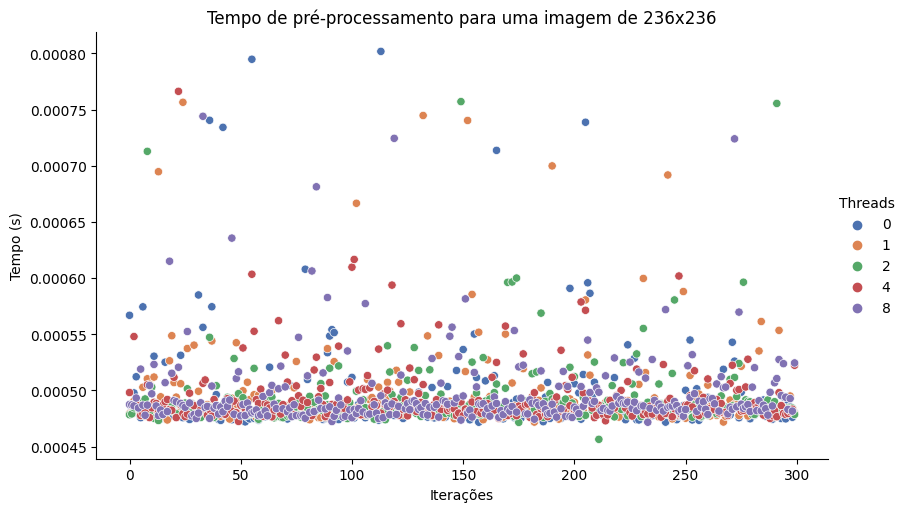 Tempo de pré-processamento para uma imagem de 236x236
0.00080
0.00075
0.00070
0.00065
0.00060
0.00055
0.00050
0.00045
Tempo (s)
0 50 100 150 200 250 300
Iterações
Threads
0
1
2
4
8